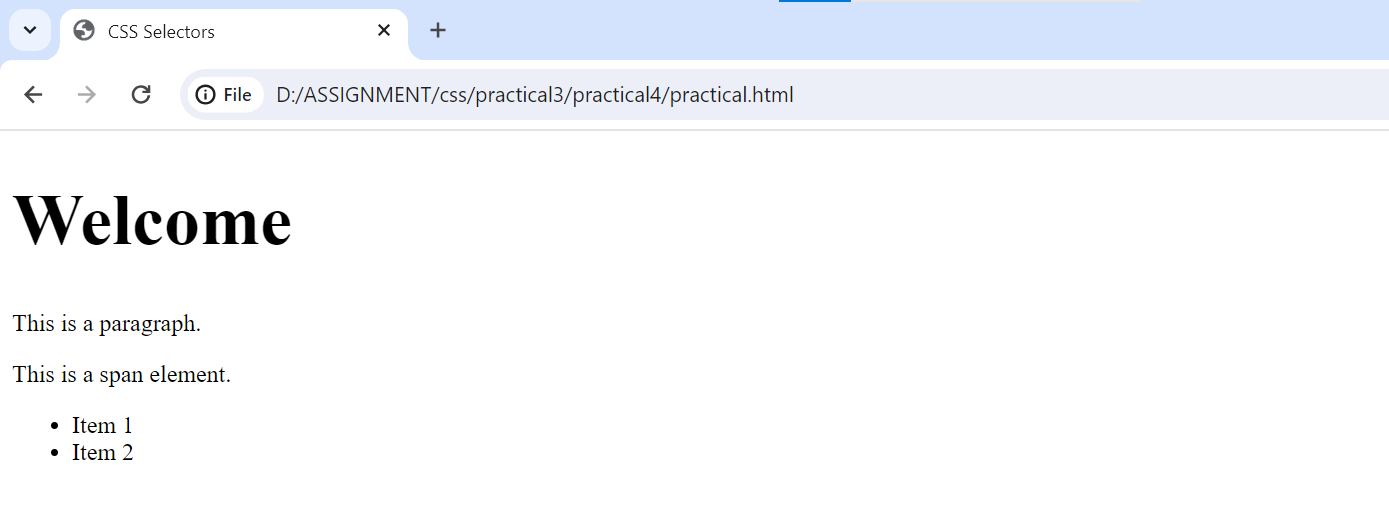 CSS Selectors
File D:/ASSIGNMENT/css/practical3/practical4/practical.html
Welcome
This is a paragraph.
This is a span element.
Item 1
Item 2